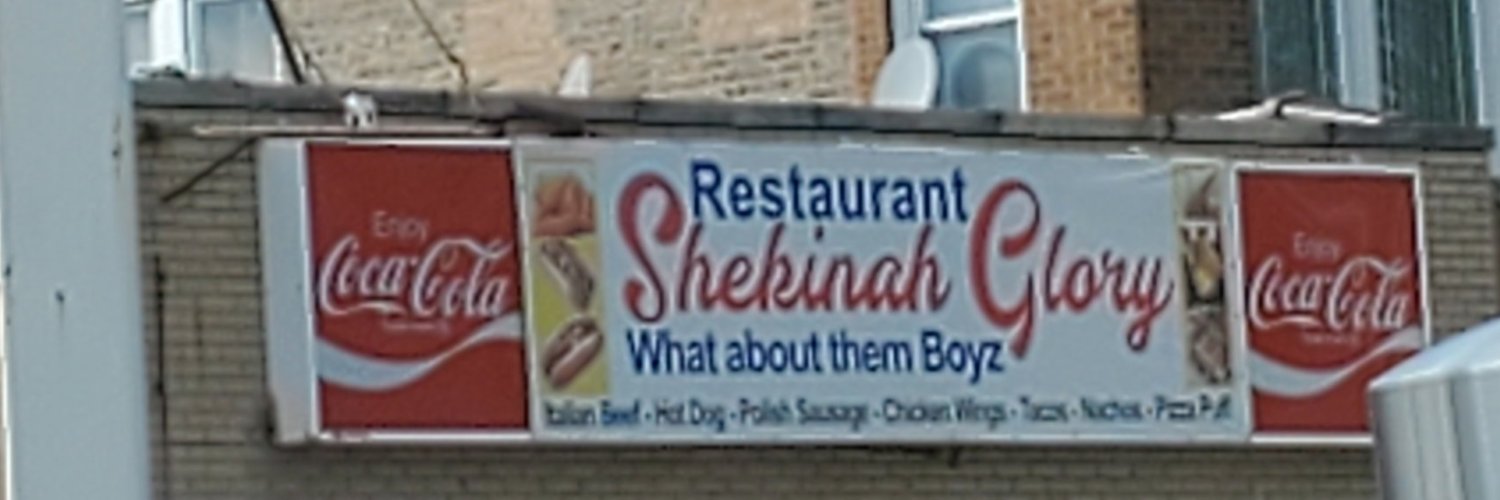 Enjoy
Coca-Cola
Restaurant
Shekinah Glory
What about them Boyz
Italian Beef - Hot Dog - Polish Sausage - Chicken Wings - Tacos - Nachos - Pizza Puff
Enjoy
Coca-Cola